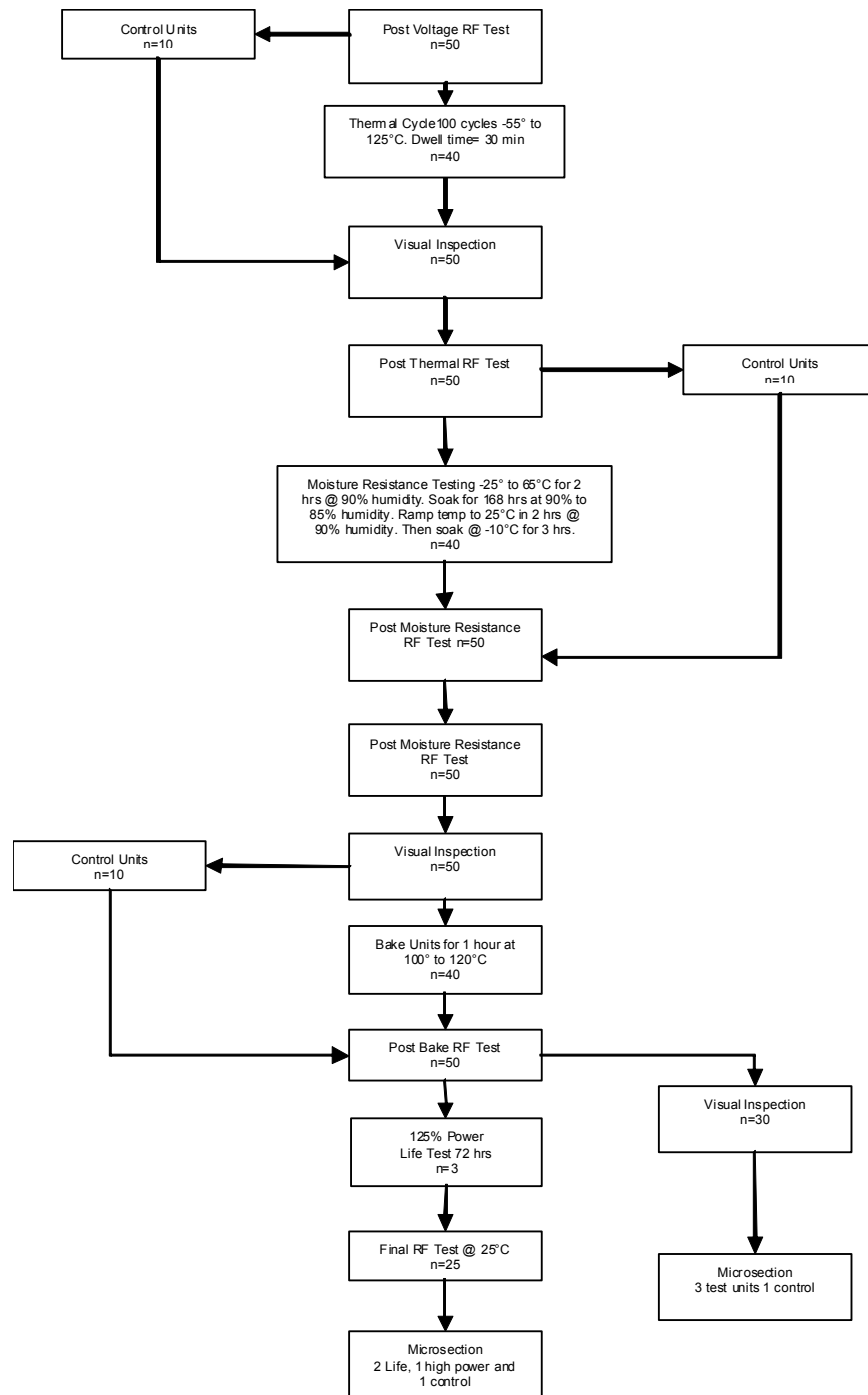 Control Units
n=10
Post Voltage RF Test
n=50
Thermal Cycle100 cycles -55° to
125°C. Dwell time= 30 min
n=40
Visual Inspection
n=50
Post Thermal RF Test
n=50
Control Units
n=10
Moisture Resistance Testing -25° to 65°C for 2
hrs @ 90% humidity. Soak for 168 hrs at 90% to
85% humidity. Ramp temp to 25°C in 2 hrs @
90% humidity. Then soak @ -10°C for 3 hrs.
n=40
Post Moisture Resistance
RF Test n=50
Post Moisture Resistance
RF Test
n=50
Control Units
n=10
Visual Inspection
n=50
Bake Units for 1 hour at
100° to 120°C
n=40
Post Bake RF Test
n=50
Visual Inspection
n=30
125% Power
Life Test 72 hrs
n=3
Final RF Test @ 25°C
n=25
Microsection
3 test units 1 control
Microsection
2 Life, 1 high power and
1 control